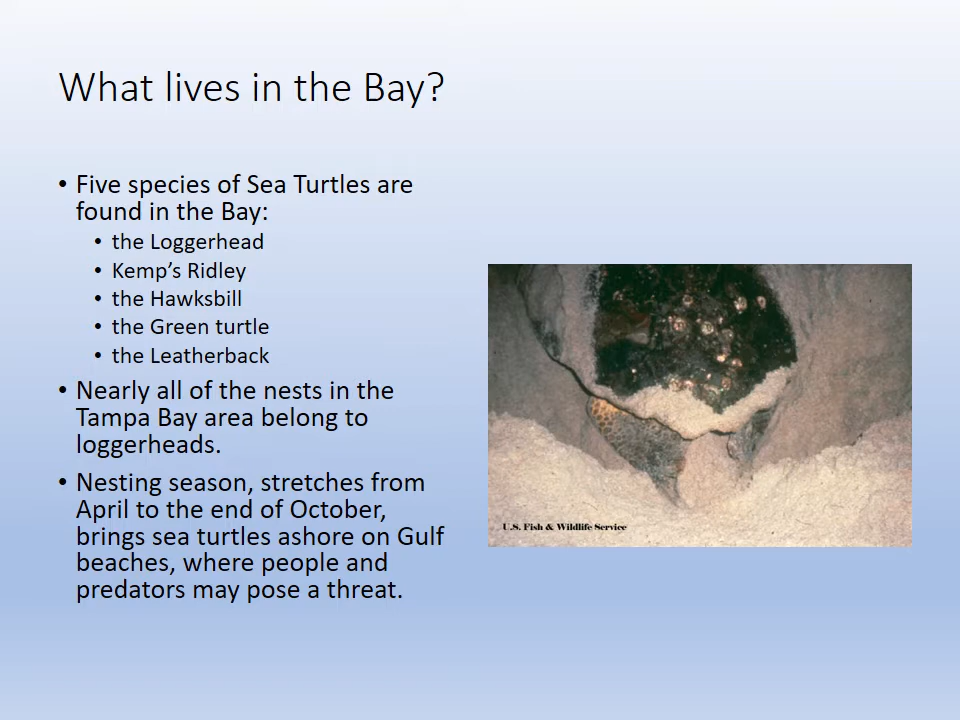 What lives in the Bay?
• Five species of Sea Turtles are
found in the Bay:
• the Loggerhead
• Kemp's Ridley
• the Hawksbill
• the Green turtle
• the Leatherback
• Nearly all of the nests in the
Tampa Bay area belong to
loggerheads.
• Nesting season, stretches from
April to the end of October,
brings sea turtles ashore on Gulf
beaches, where people and
predators may pose a threat.
U.S. Fish & Wildlife Service